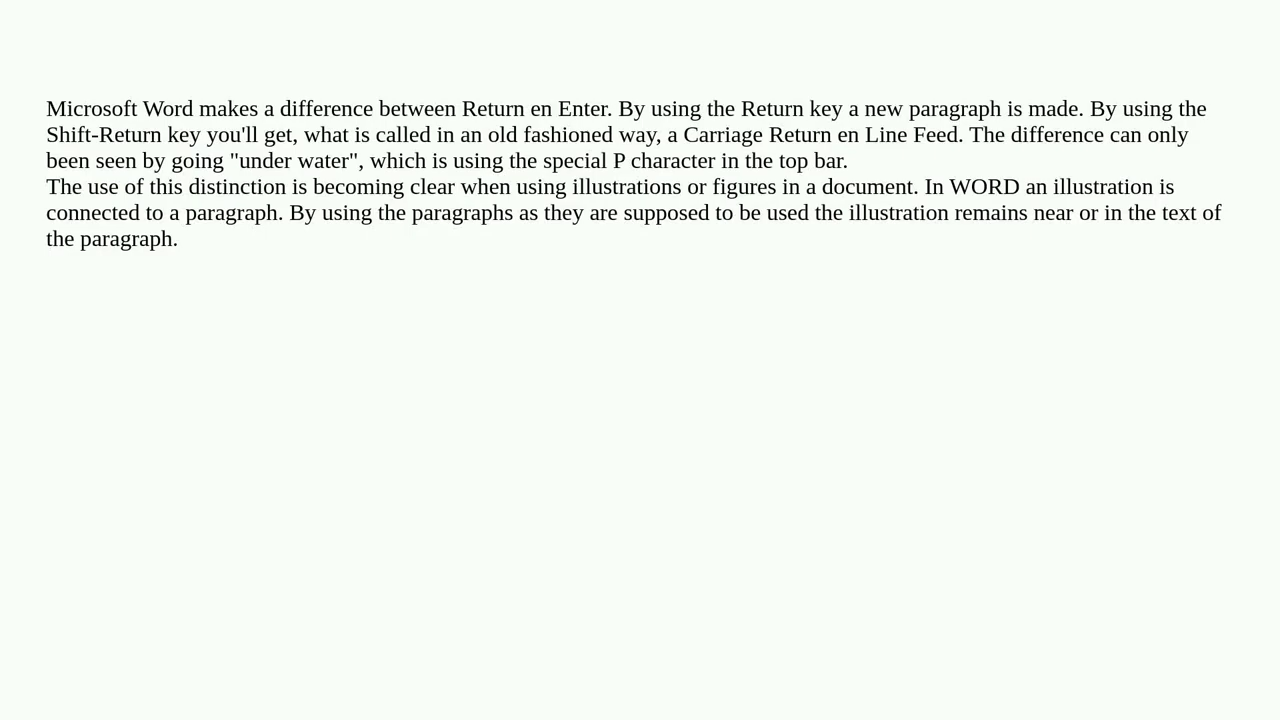 Microsoft Word makes a difference between Return en Enter. By using the Return key a new paragraph is made. By using the
Shift-Return key you'll get, what is called in an old fashioned way, a Carriage Return en Line Feed. The difference can only
been seen by going "under water", which is using the special P character in the top bar.
The use of this distinction is becoming clear when using illustrations or figures in a document. In WORD an illustration is
connected to a paragraph. By using the paragraphs as they are supposed to be used the illustration remains near or in the text of
the paragraph.